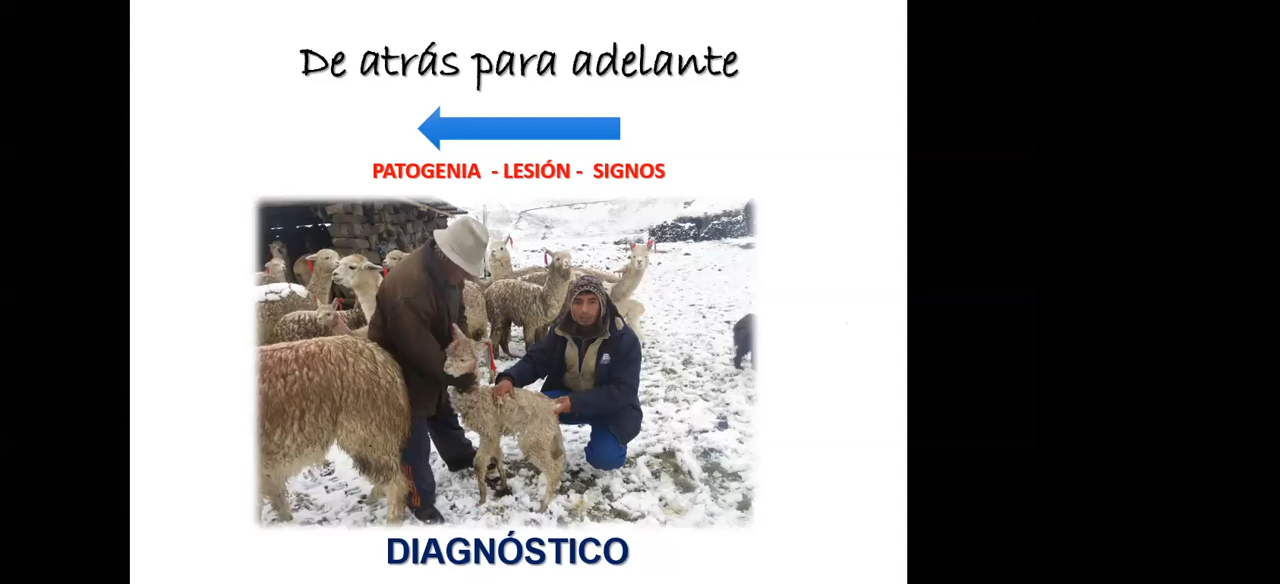 De atrás para adelante
PATOGENIA - LESIÓN - SIGNOS
DIAGNÓSTICO